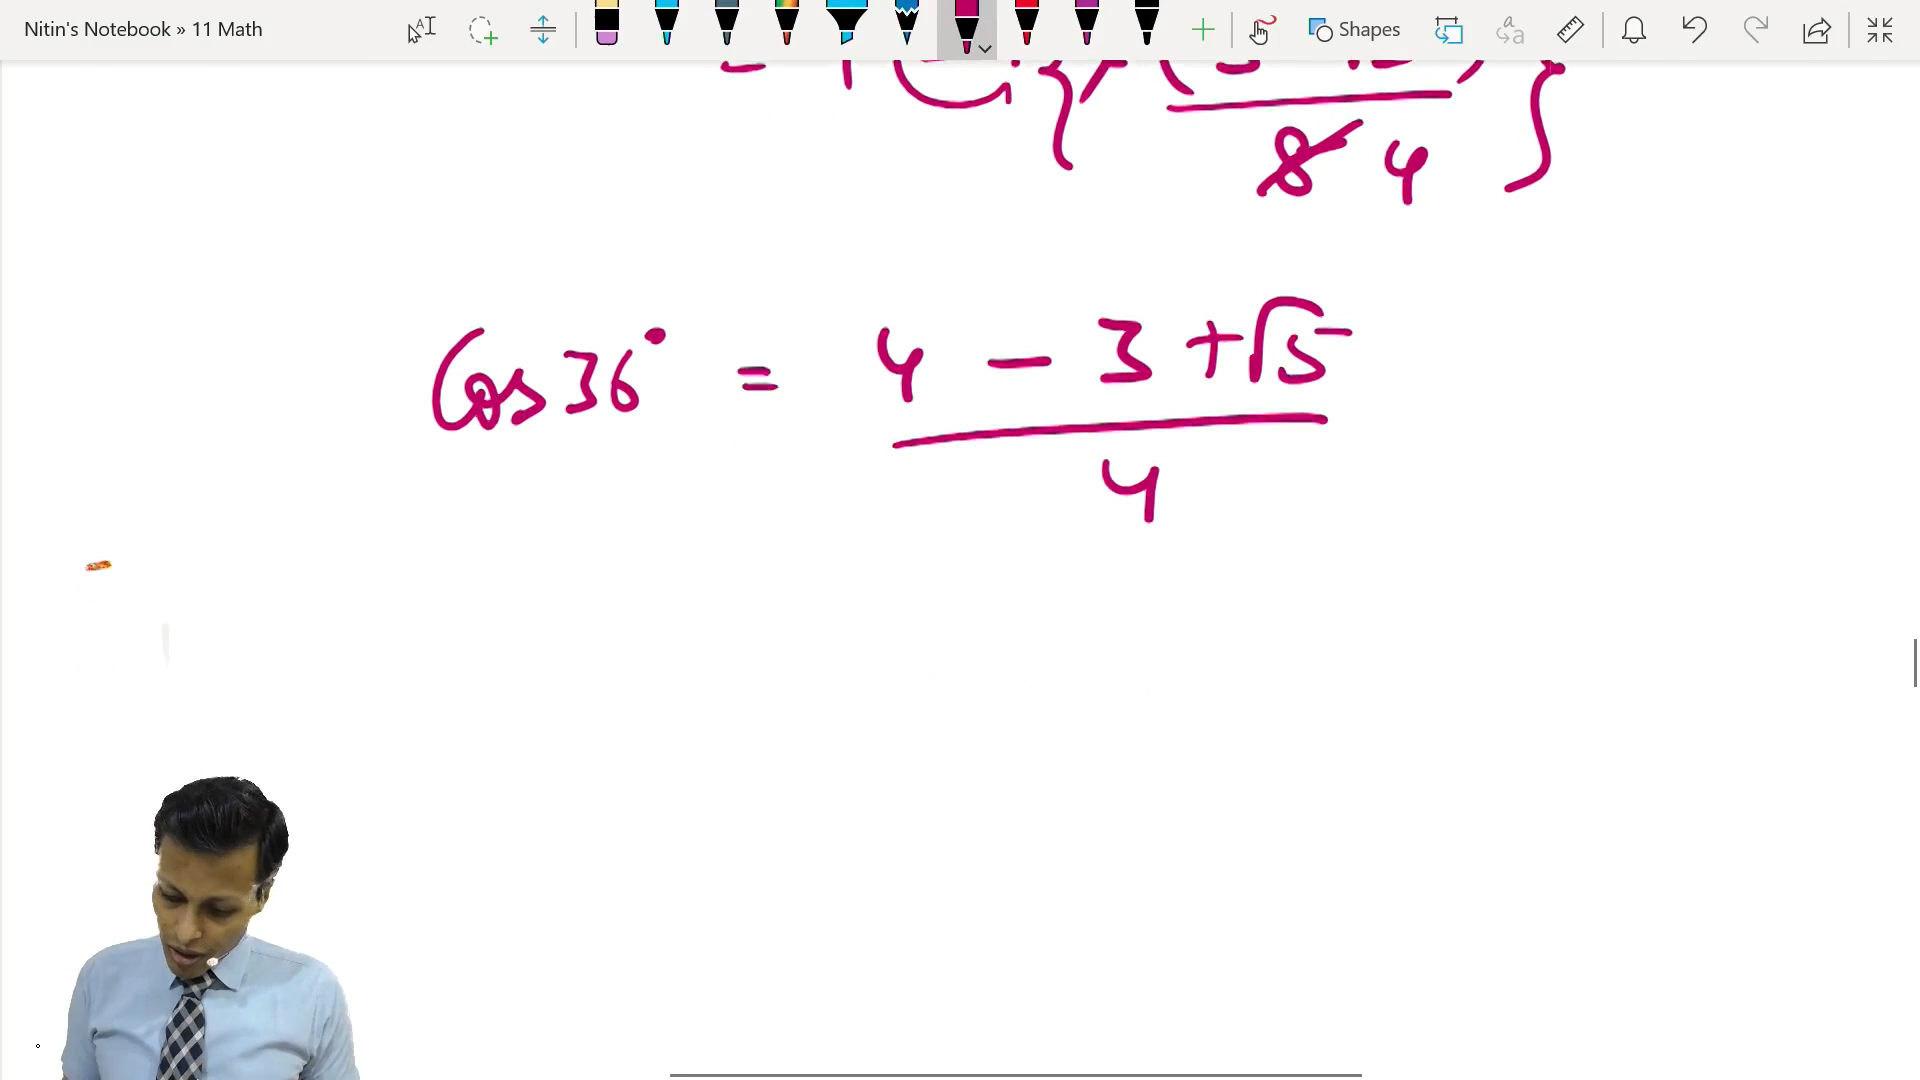 Nitin's Notebook » 11 Math
Shapes
8 4
Cos 36° = 4 - 3 + √5
4